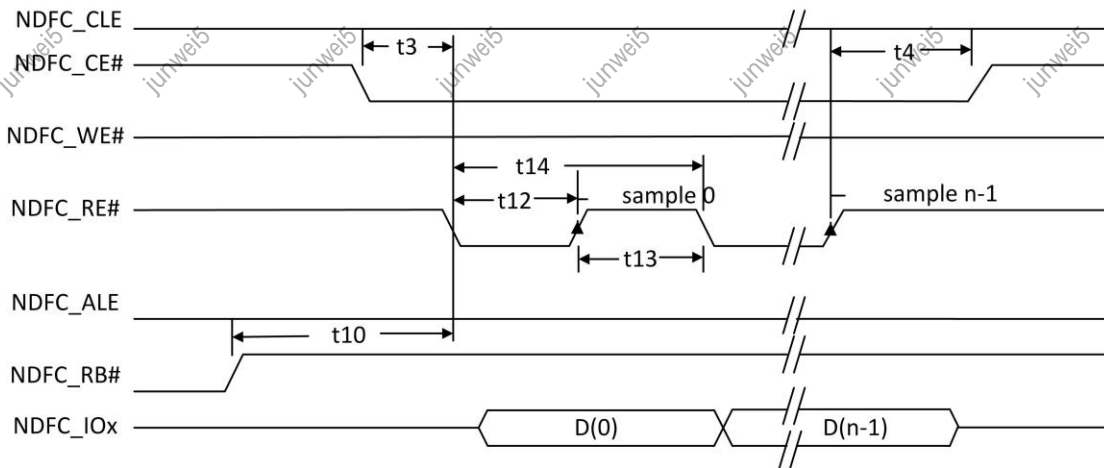 NDFC_CLE
t3
t4
NDFC_CE#
junwei5 junwei5 junwei5 junwei5 junwei5 junwei5 junwei5 junwei5
NDFC_WE#
t14
t12
sample 0
sample n-1
NDFC_RE#
t13
NDFC_ALE
t10
NDFC_RB#
NDFC_IOx
D(0)
D(n-1)